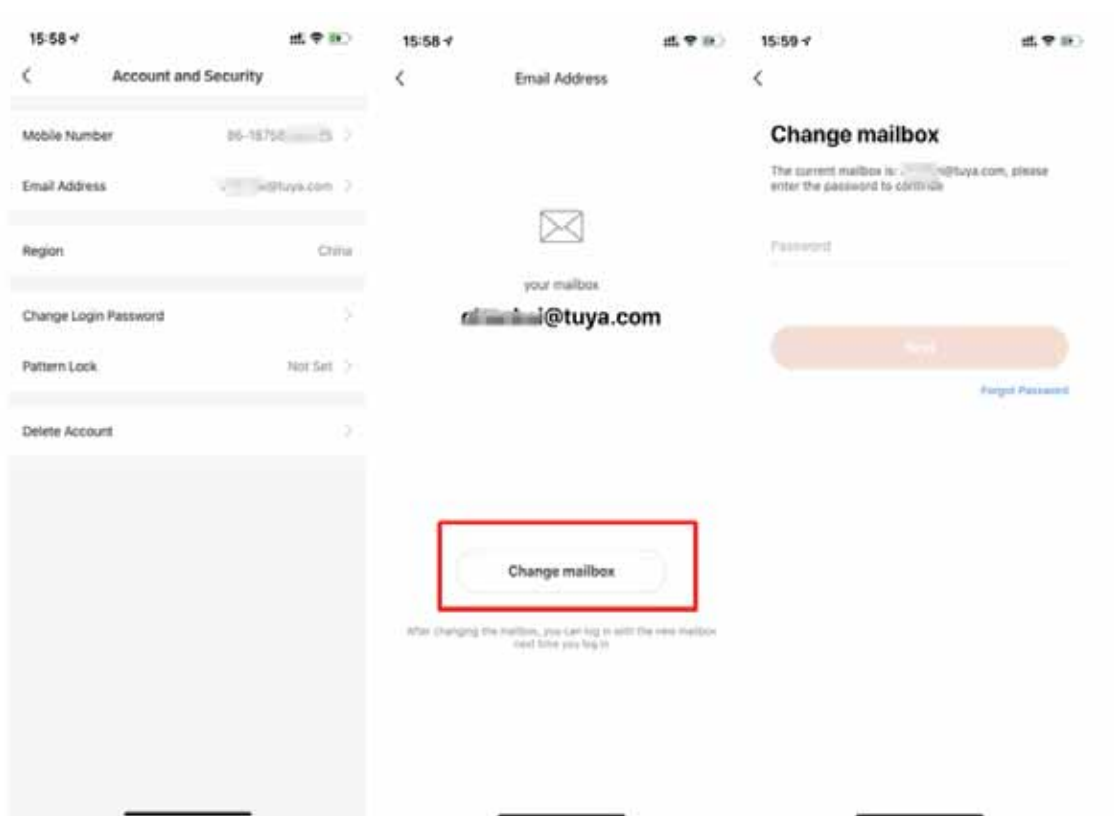 15:58
Account and Security
Mobile Number
Email Address @tuya.com
Region China
Change Login Password
Pattern Lock Not Set
Delete Account
15:58
Email Address
your mailbox
@tuya.com
Change mailbox
After changing the mailbox, you can log in with the new mailbox
next time you log in
15:59
Change mailbox
The current mailbox is: @tuya.com, please
enter the password to continue
Password
Next
Forgot Password